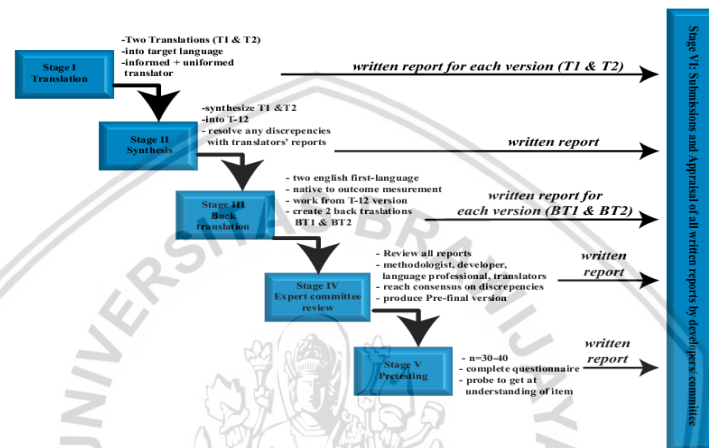 Stage I
Translation
-Two Translations (T1 & T2)
-into target language
-informed + uniformed
translator
written report for each version (T1 & T2)
Stage II
Synthesis
-synthesize T1 &T2
-into T-12
- resolve any discrepencies
with translators' reports
written report
Stage III
Back
translation
- two english first-language
- native to outcome mesurement
- work from T-12 version
- create 2 back traslations
BT1 & BT2
written report for
each version (BT1 & BT2)
Stage IV
Expert committee
review
- Review all reports
- methodologist, developer,
language professional, translators
- reach consensus on discrepencies
- produce Pre-final version
written
report
Stage V
Pretesting
- n=30-40
- complete questionnaire
- probe to get at
understanding of item
written
report
Stage VI: Submissions and Appraisal of all written reports by developers/ committee
UNIVERSITAS BRAWIJAYA